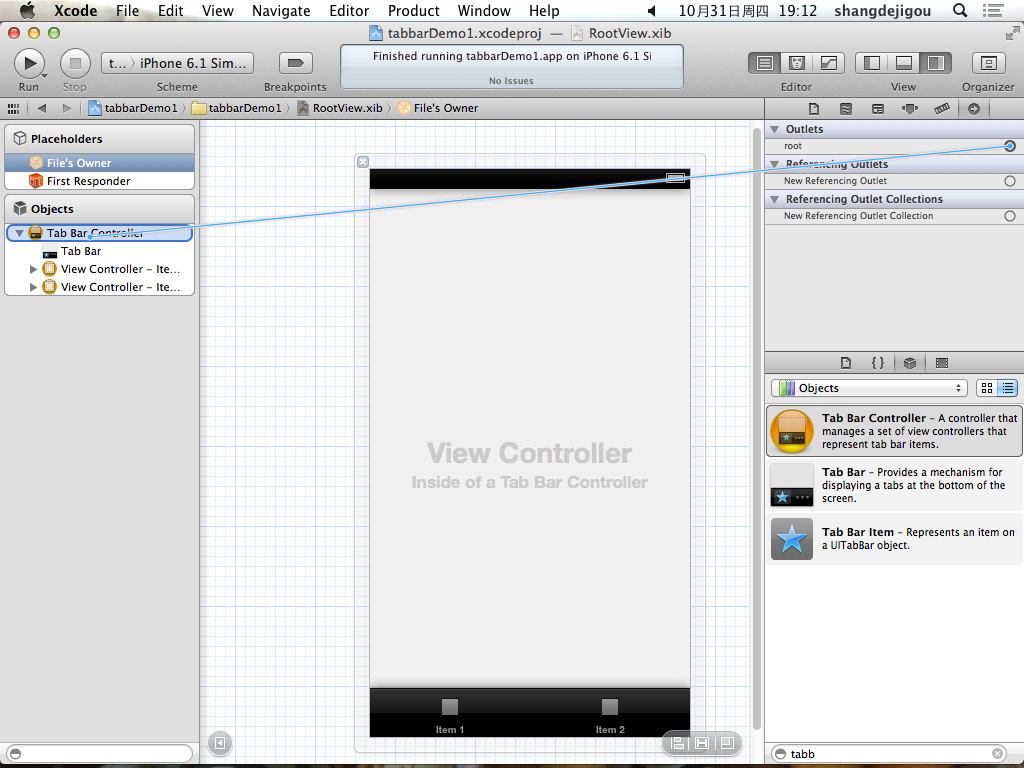 Xcode File Edit View Navigate Editor Product Window Help 10月31日周四 19:12 shangdejigou
tabbarDemo1.xcodeproj — RootView.xib
t... 〉 iPhone 6.1 Sim... Finished running tabbarDemo1.app on iPhone 6.1 Si
No Issues
Run Stop Scheme Breakpoints Editor View Organizer
tabbarDemo1 〉 tabbarDemo1 〉 RootView.xib 〉 File's Owner
Placeholders
File's Owner
First Responder
Objects
Tab Bar Controller
Tab Bar
View Controller – Ite...
View Controller – Ite...
View Controller
Inside of a Tab Bar Controller
Item 1 Item 2
Outlets
root
Referencing Outlets
New Referencing Outlet
Referencing Outlet Collections
New Referencing Outlet Collection
{ }
Objects
Tab Bar Controller – A controller that
manages a set of view controllers that
represent tab bar items.
Tab Bar – Provides a mechanism for
displaying a tabs at the bottom of the
screen.
Tab Bar Item – Represents an item on
a UITabBar object.
tabb